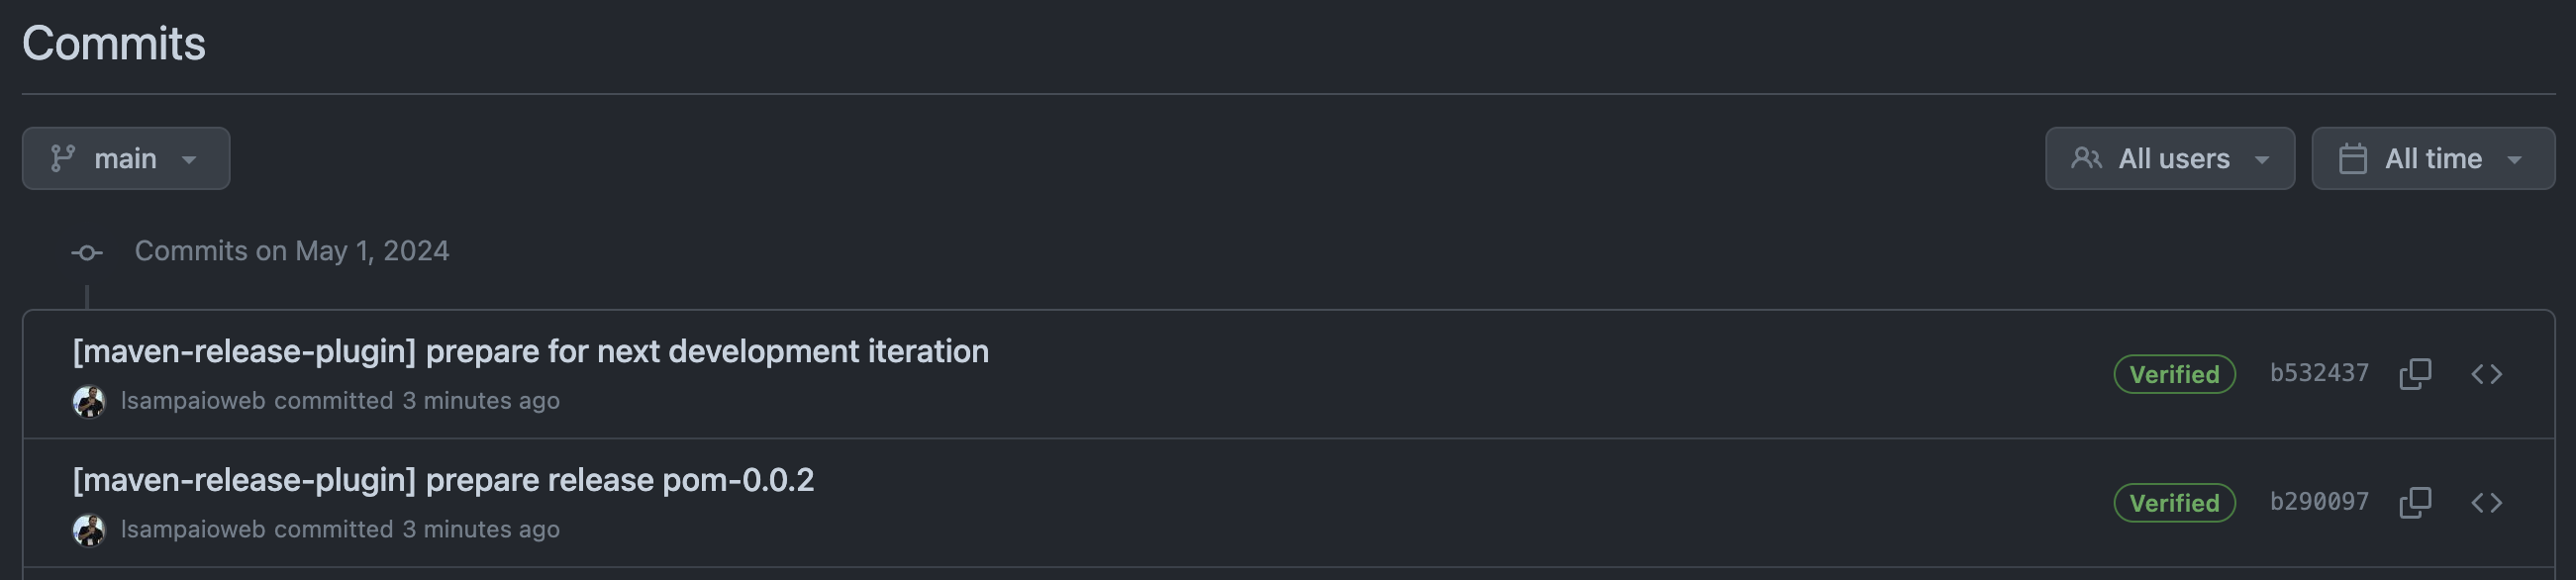 Commits
main
All users
All time
Commits on May 1, 2024
[maven-release-plugin] prepare for next development iteration
lsampaioweb committed 3 minutes ago
Verified
b532437
[maven-release-plugin] prepare release pom-0.0.2
lsampaioweb committed 3 minutes ago
Verified
b290097